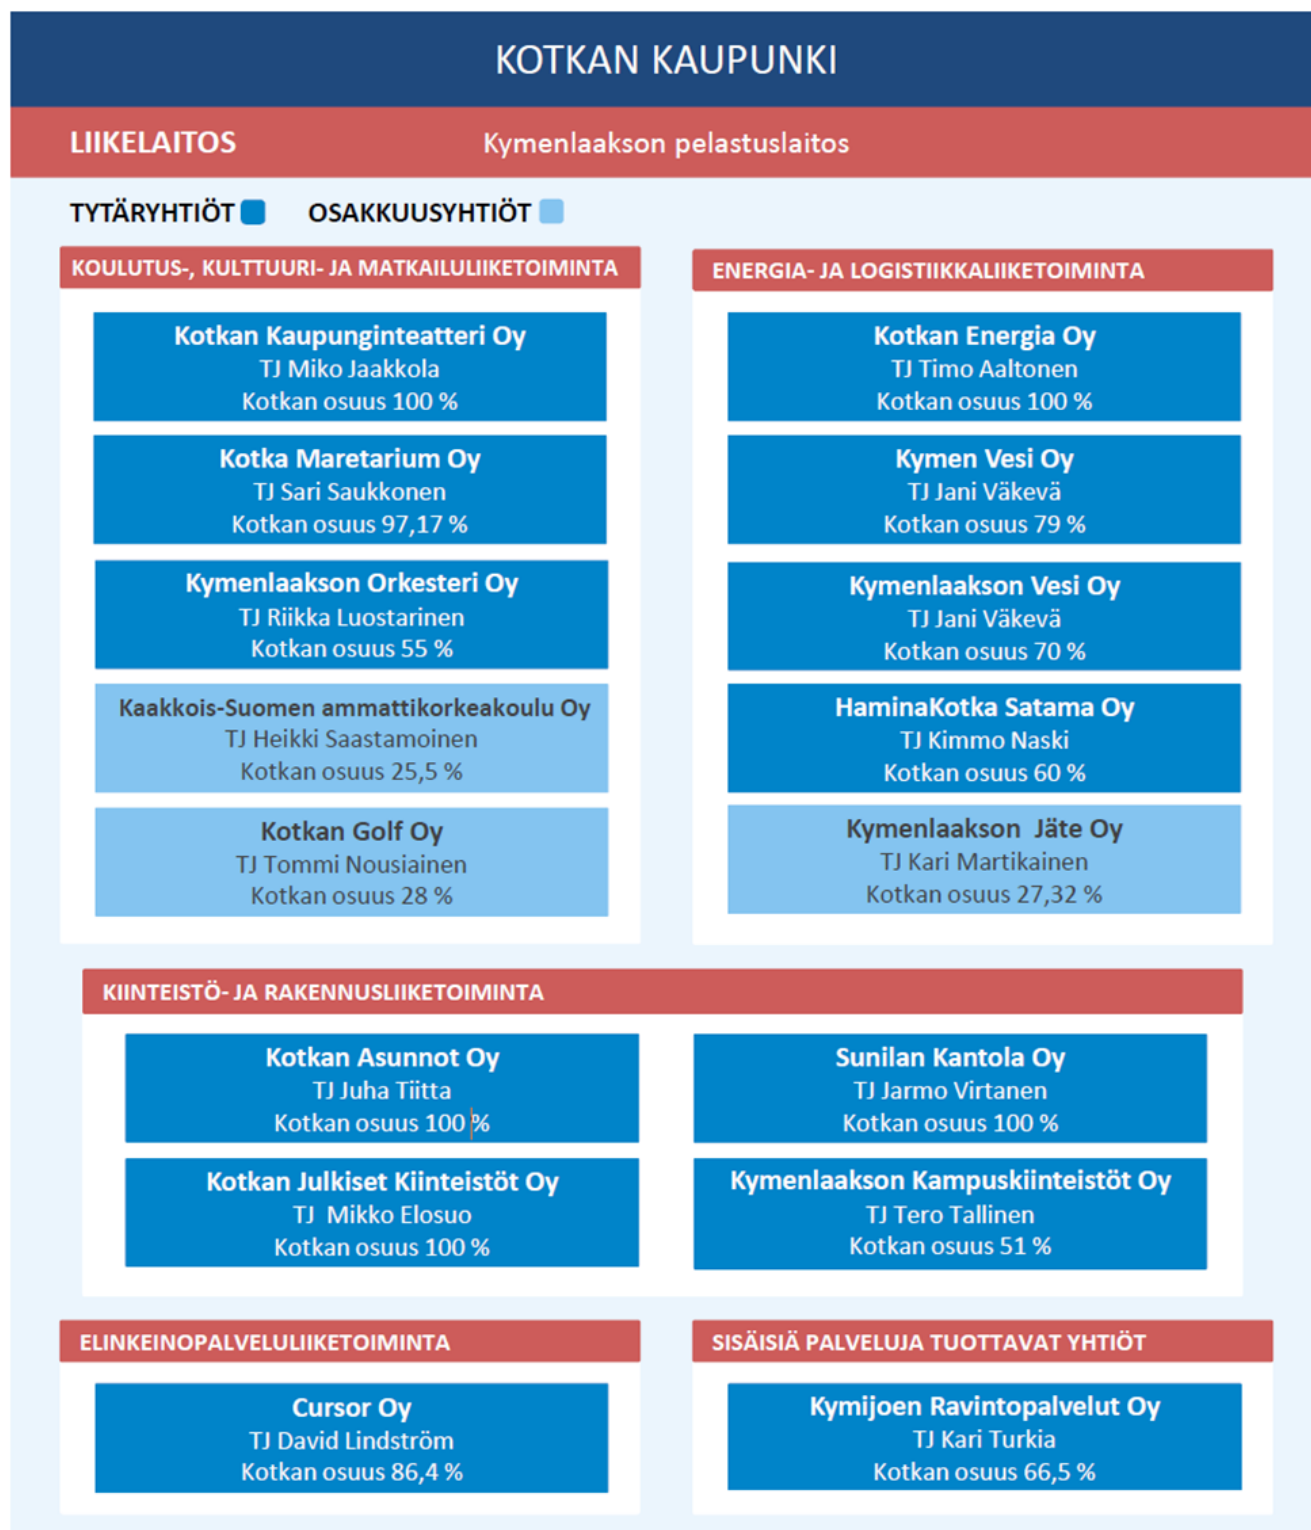 KOTKAN KAUPUNKI
LIIKELAITOS Kymenlaakson pelastuslaitos
TYTÄRYHTIÖT OSAKKUUSYHTIÖT
KOULUTUS-, KULTTUURI- JA MATKAILULIIKETOIMINTA
Kotkan Kaupunginteatteri Oy
TJ Miko Jaakkola
Kotkan osuus 100 %
Kotka Maretarium Oy
TJ Sari Saukkonen
Kotkan osuus 97,17 %
Kymenlaakson Orkesteri Oy
TJ Riikka Luostarinen
Kotkan osuus 55 %
Kaakkois-Suomen ammattikorkeakoulu Oy
TJ Heikki Saastamoinen
Kotkan osuus 25,5 %
Kotkan Golf Oy
TJ Tommi Nousiainen
Kotkan osuus 28 %
ENERGIA- JA LOGISTIIKKALIIKETOIMINTA
Kotkan Energia Oy
TJ Timo Aaltonen
Kotkan osuus 100 %
Kymen Vesi Oy
TJ Jani Väkevä
Kotkan osuus 79 %
Kymenlaakson Vesi Oy
TJ Jani Väkevä
Kotkan osuus 70 %
HaminaKotka Satama Oy
TJ Kimmo Naski
Kotkan osuus 60 %
Kymenlaakson Jäte Oy
TJ Kari Martikainen
Kotkan osuus 27,32 %
KIINTEISTÖ- JA RAKENNUSLIIKETOIMINTA
Kotkan Asunnot Oy
TJ Juha Tiitta
Kotkan osuus 100 %
Sunilan Kantola Oy
TJ Jarmo Virtanen
Kotkan osuus 100 %
Kotkan Julkiset Kiinteistöt Oy
TJ Mikko Elosuo
Kotkan osuus 100 %
Kymenlaakson Kampuskiinteistöt Oy
TJ Tero Tallinen
Kotkan osuus 51 %
ELINKEINOPALVELULIIKETOIMINTA
Cursor Oy
TJ David Lindström
Kotkan osuus 86,4 %
SISÄISIÄ PALVELUJA TUOTTAVAT YHTIÖT
Kymijoen Ravintopalvelut Oy
TJ Kari Turkia
Kotkan osuus 66,5 %